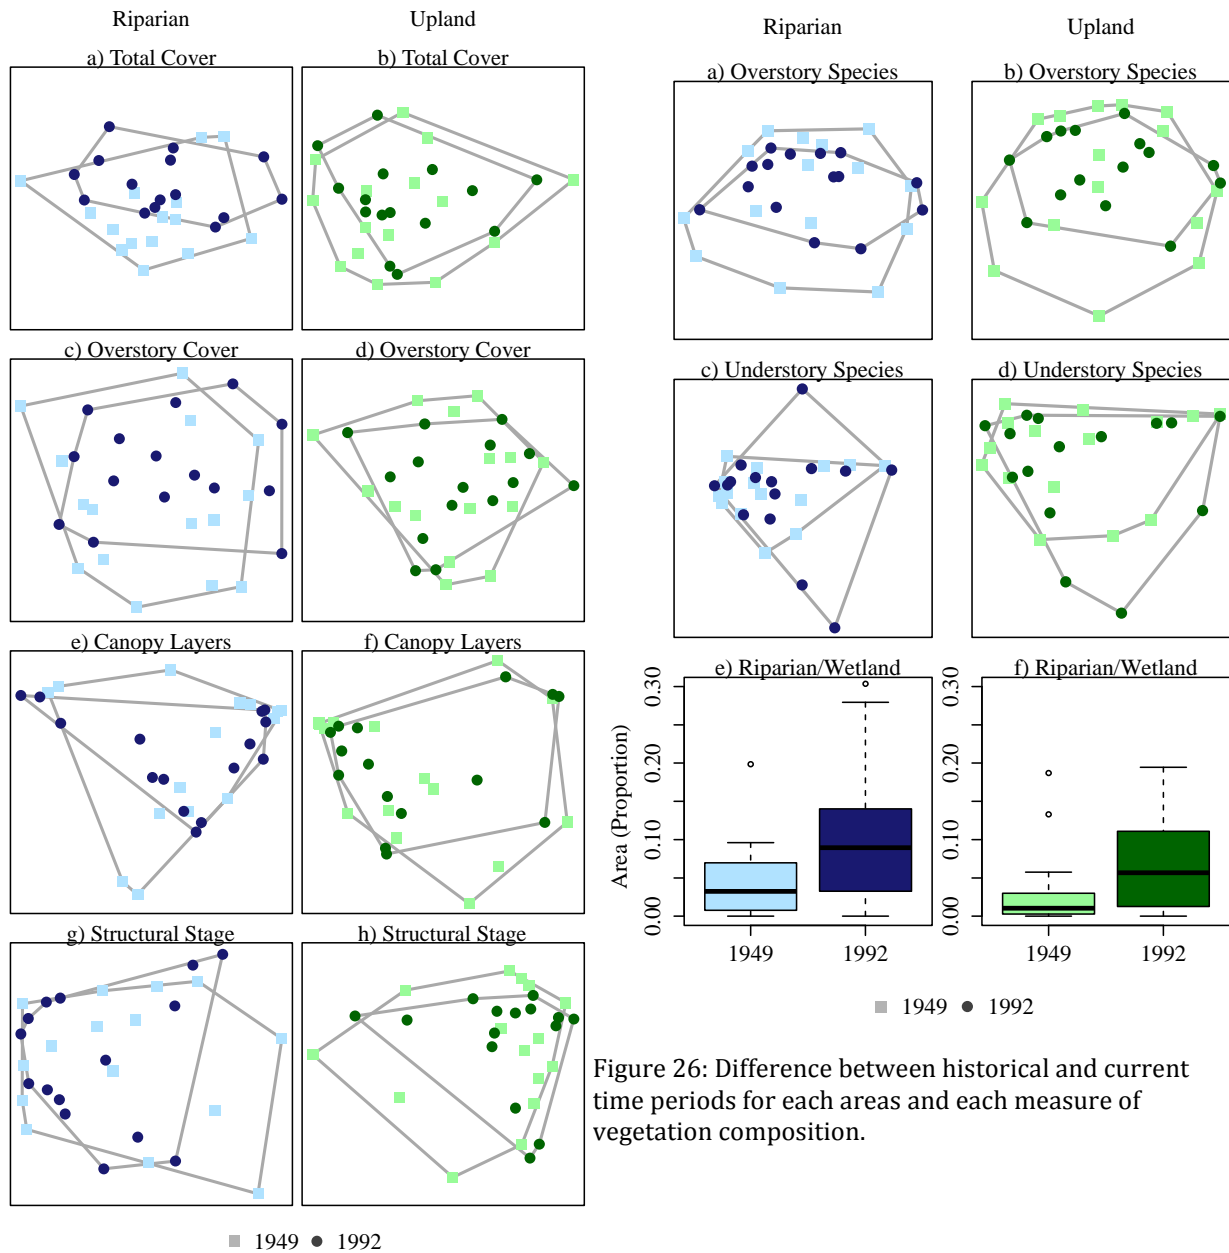 Riparian
Upland
a) Total Cover
b) Total Cover
c) Overstory Cover
d) Overstory Cover
e) Canopy Layers
f) Canopy Layers
g) Structural Stage
h) Structural Stage
1949 1992
Riparian
Upland
a) Overstory Species
b) Overstory Species
c) Understory Species
d) Understory Species
e) Riparian/Wetland
f) Riparian/Wetland
Area (Proportion)
0.30
0.20
0.10
0.00
0.30
0.20
0.10
0.00
1949 1992
1949 1992
1949 1992
Figure 26: Difference between historical and current
time periods for each areas and each measure of
vegetation composition.